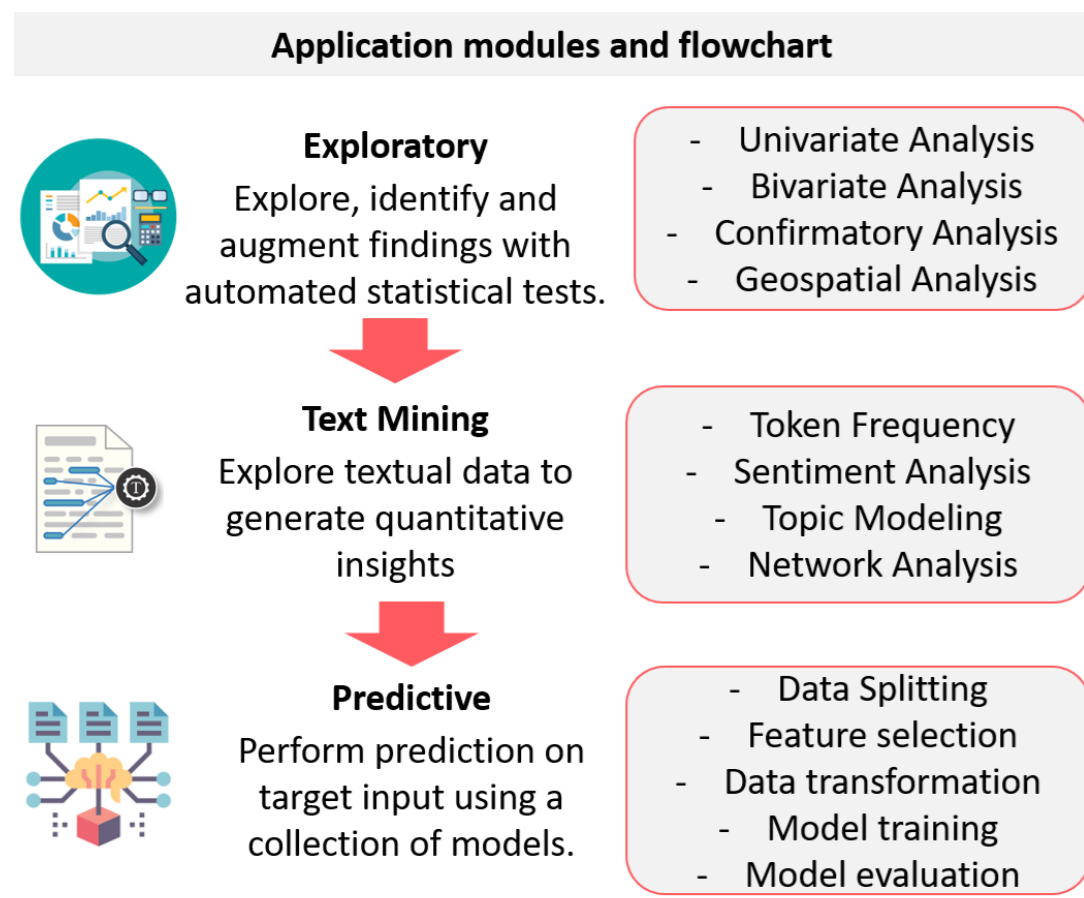 Application modules and flowchart
Exploratory
Explore, identify and
augment findings with
automated statistical tests.
- Univariate Analysis
- Bivariate Analysis
- Confirmatory Analysis
- Geospatial Analysis
Text Mining
Explore textual data to
generate quantitative
insights
- Token Frequency
- Sentiment Analysis
- Topic Modeling
- Network Analysis
T
Predictive
Perform prediction on
target input using a
collection of models.
- Data Splitting
- Feature selection
- Data transformation
- Model training
- Model evaluation